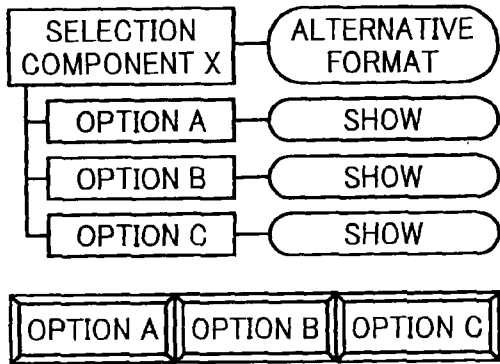 SELECTION
COMPONENT X
ALTERNATIVE
FORMAT
OPTION A
SHOW
OPTION B
SHOW
OPTION C
SHOW
OPTION A
OPTION B
OPTION C